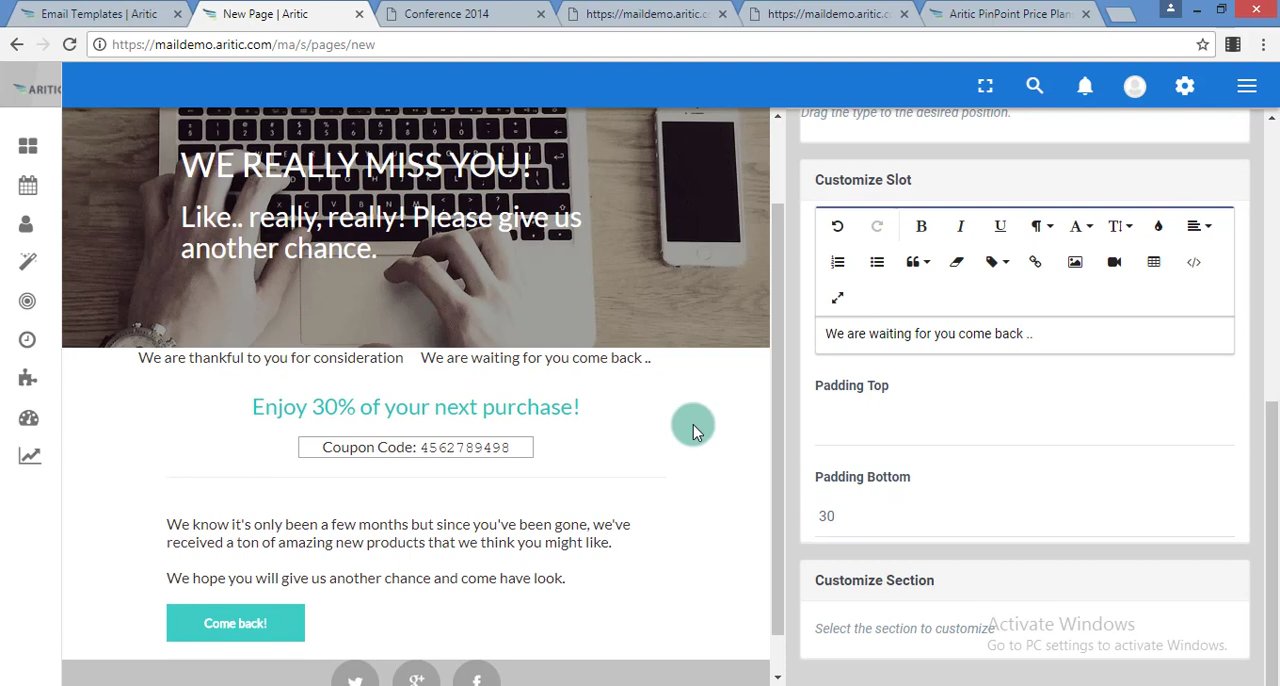 Email Templates | Aritic
New Page | Aritic
Conference 2014
https://maildemo.aritic.c
https://maildemo.aritic.c
Aritic PinPoint Price Plan
https://maildemo.aritic.com/ma/s/pages/new
ARITIC
Drag the type to the desired position.
WE REALLY MISS YOU!
Like.. really, really! Please give us
another chance.
Customize Slot
B I U
We are waiting for you come back ..
We are thankful to you for consideration We are waiting for you come back ..
Padding Top
Enjoy 30% of your next purchase!
Coupon Code: 4562789498
Padding Bottom
30
We know it's only been a few months but since you've been gone, we've
received a ton of amazing new products that we think you might like.
We hope you will give us another chance and come have look.
Come back!
Customize Section
Select the section to customize
Activate Windows
Go to PC settings to activate Windows.